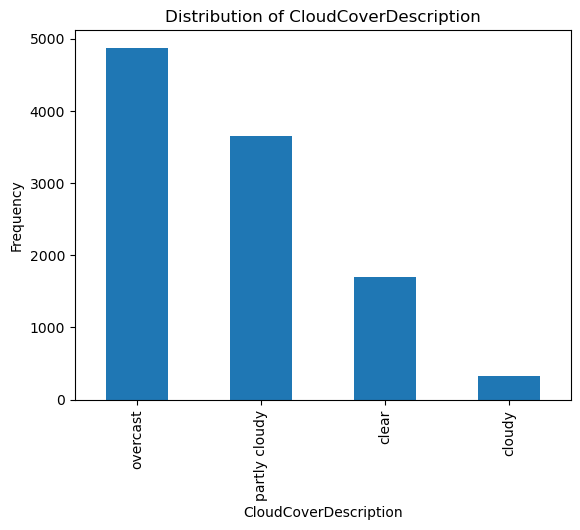 Distribution of CloudCoverDescription
5000
4000
3000
2000
1000
0
Frequency
overcast
partly cloudy
clear
cloudy
CloudCoverDescription